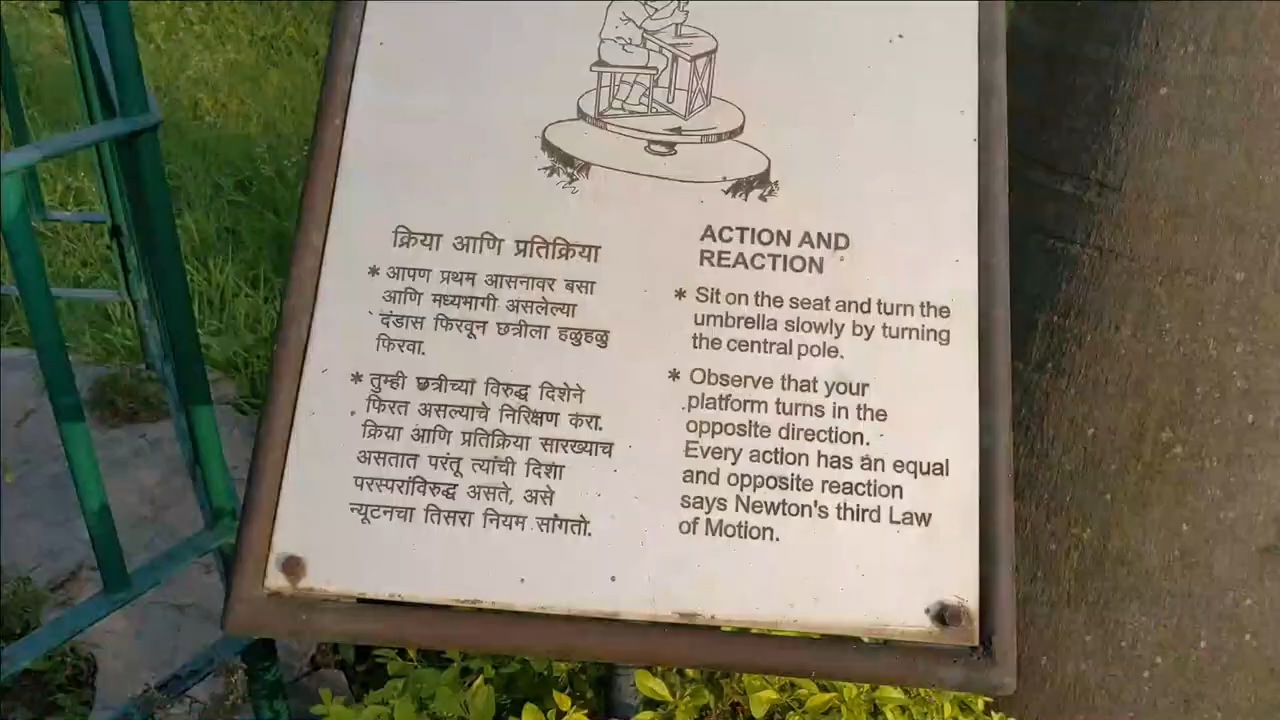 क्रिया आणि प्रतिक्रिया
* आपण प्रथम आसनावर बसा
आणि मध्यभागी असलेल्या
दंडास फिरवून छत्रीला हळुहळु
फिरवा.
* तुम्ही छत्रीच्या विरुद्ध दिशेने
फिरत असल्याचे निरिक्षण करा.
क्रिया आणि प्रतिक्रिया सारख्याच
असतात परंतू त्यांची दिशा
परस्परांविरुद्ध असते, असे
न्यूटनचा तिसरा नियम सांगतो.
ACTION AND
REACTION
* Sit on the seat and turn the
umbrella slowly by turning
the central pole.
* Observe that your
platform turns in the
opposite direction.
Every action has an equal
and opposite reaction
says Newton's third Law
of Motion.